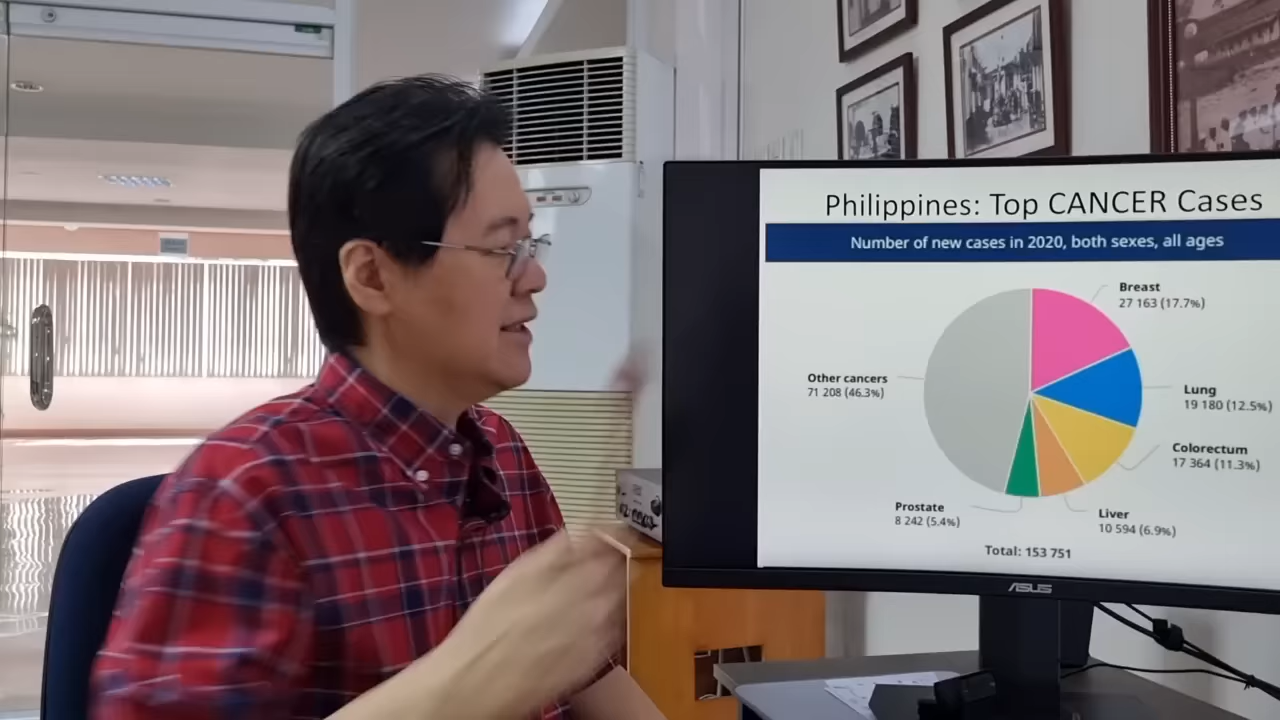 Philippines: Top CANCER Cases
Number of new cases in 2020, both sexes, all ages
Breast
27 163 (17.7%)
Other cancers
71 208 (46.3%)
Lung
19 180 (12.5%)
Colorectum
17 364 (11.3%)
Prostate
8 242 (5.4%)
Liver
10 594 (6.9%)
Total: 153 751
ASUS